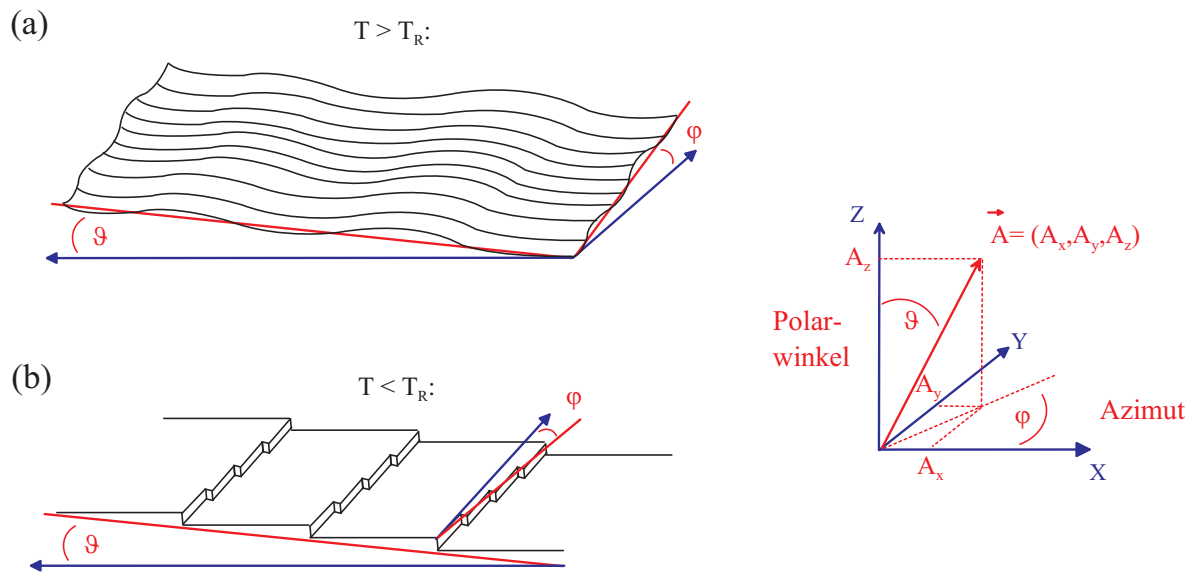 (a)
T > T_R:
φ
ϑ
(b)
T < T_R:
φ
ϑ
Z
A = (A_x,A_y,A_z)
A_z
Polar-
winkel
ϑ
Y
A_y
φ
Azimut
A_x
X